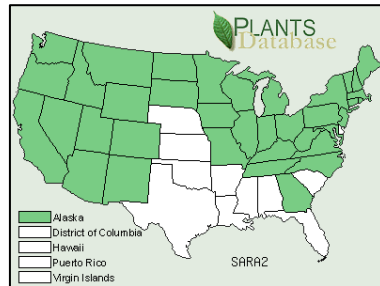 PLANTS
Database
Alaska
District of Columbia
Hawaii
Puerto Rico
Virgin Islands
SARA2